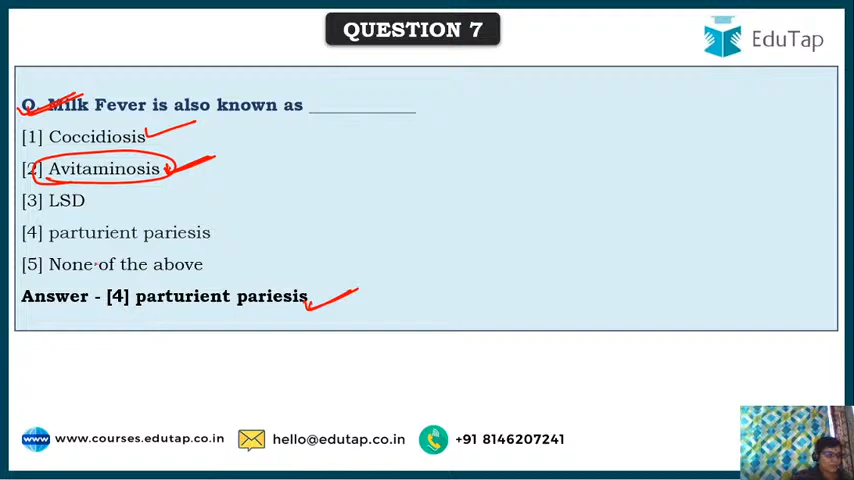 QUESTION 7
EduTap
Q. Milk Fever is also known as ____________
[1] Coccidiosis
[2] Avitaminosis
[3] LSD
[4] parturient pariesis
[5] None of the above
Answer - [4] parturient pariesis
www www.courses.edutap.co.in hello@edutap.co.in +91 8146207241